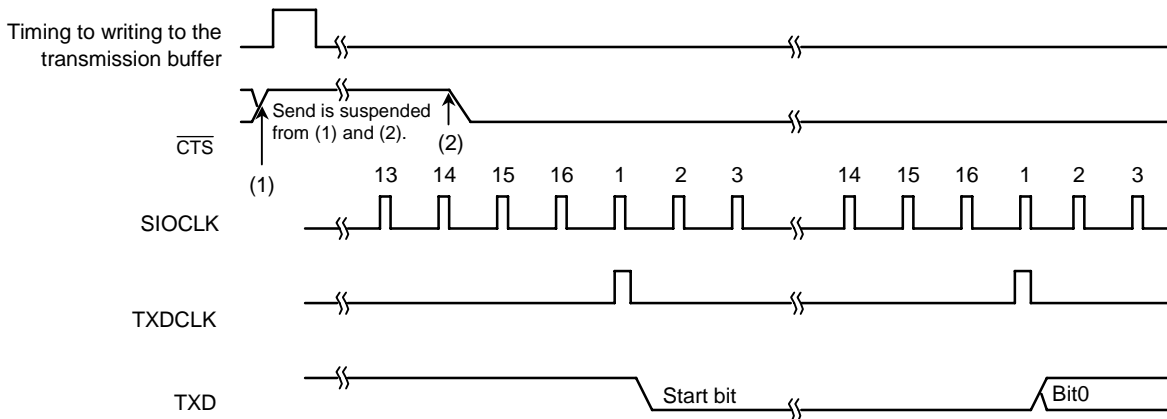 Timing to writing to the
transmission buffer
Send is suspended
from (1) and (2).
CTS
(1)
(2)
13 14 15 16 1 2 3 14 15 16 1 2 3
SIOCLK
TXDCLK
TXD
Start bit
Bit0